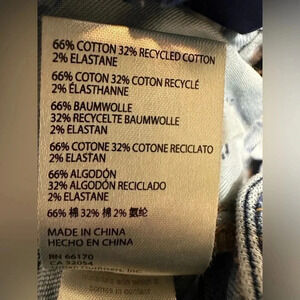 66% COTTON 32% RECYCLED COTTON
2% ELASTANE
66% COTON 32% COTON RECYCLÉ
2% ÉLASTHANNE
66% BAUMWOLLE
32% RECYCELTE BAUMWOLLE
2% ELASTAN
66% COTONE 32% COTONE RICICLATO
2% ELASTAN
66% ALGODÓN
32% ALGODÓN RECICLADO
2% ELASTANE
66% 棉 32% 棉 2% 氨纶
MADE IN CHINA
HECHO EN CHINA
RN 66170
CA 32054
Outfitters, Inc.